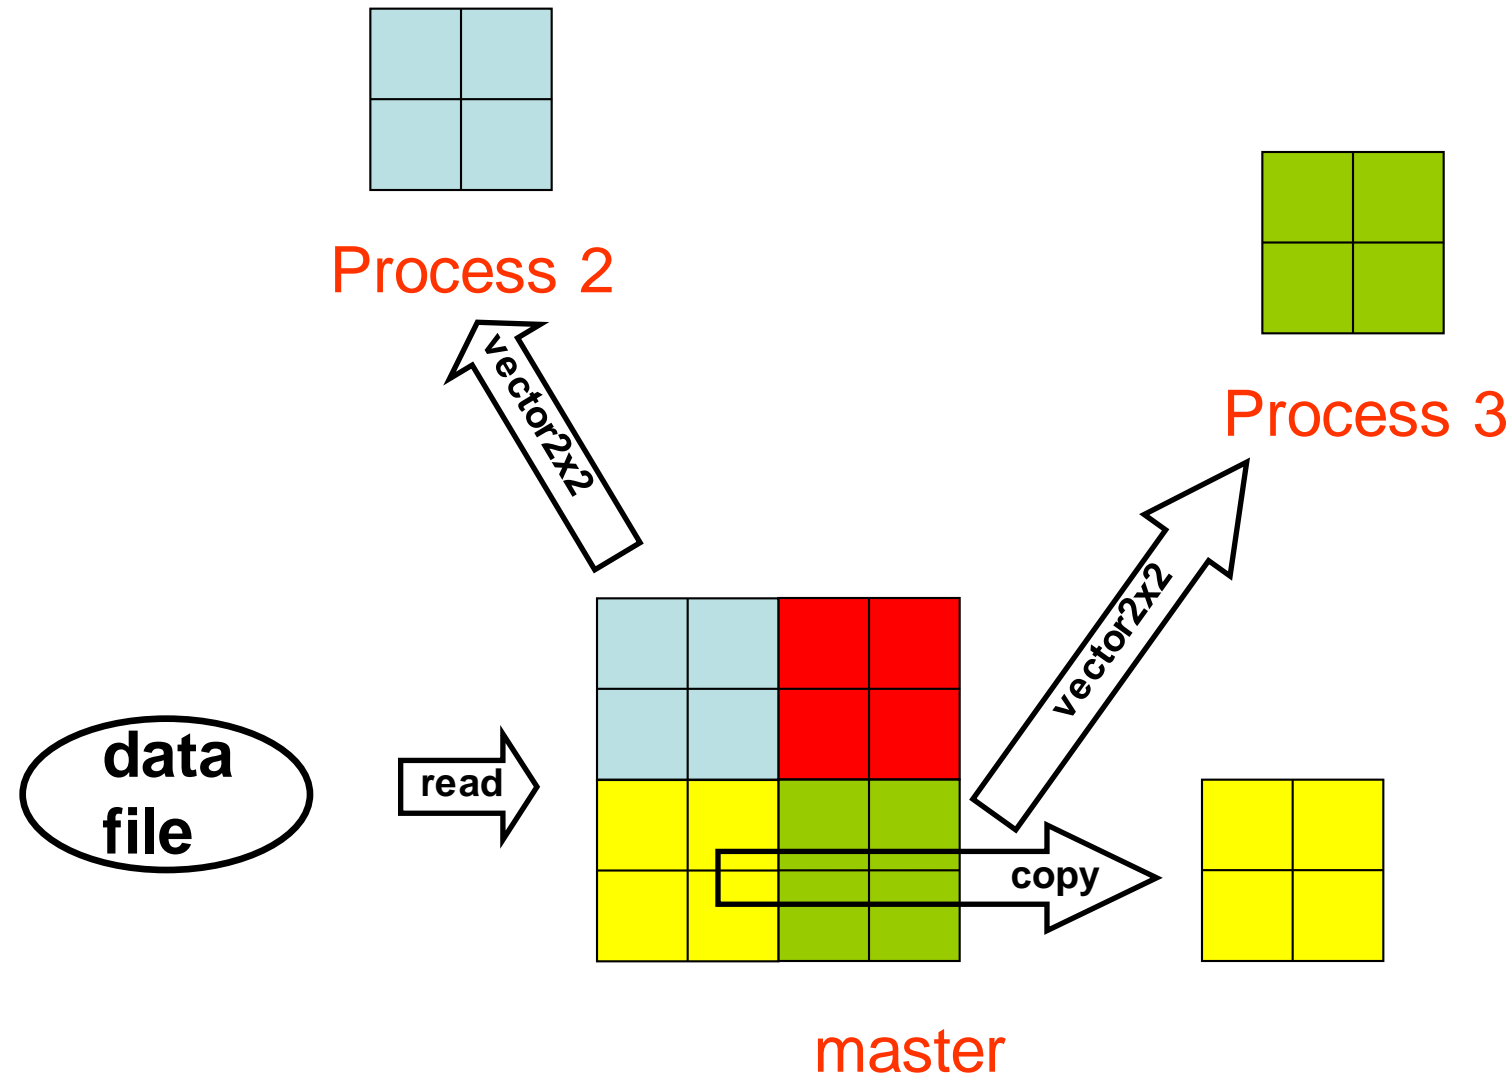 Process 2
Process 3
vector2x2
vector2x2
data
file
read
copy
master